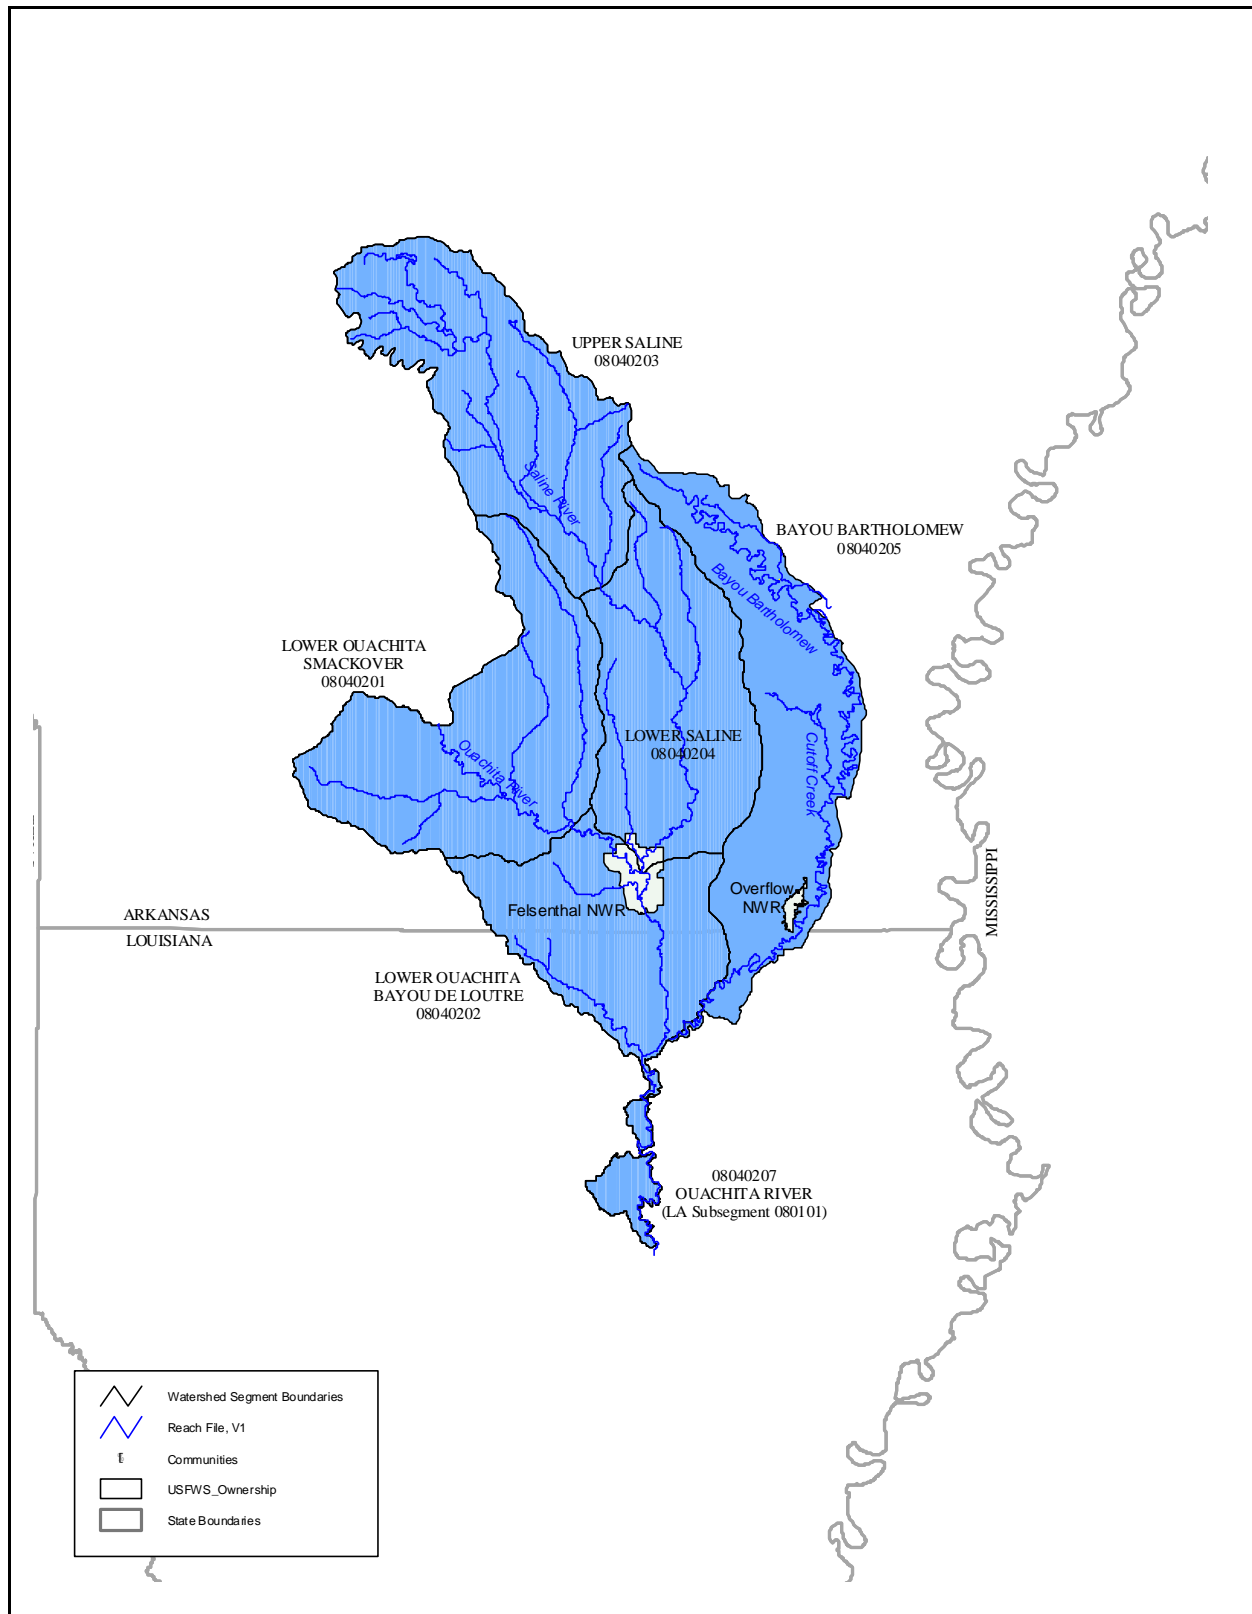 UPPER SALINE
08040203
Saline River
BAYOU BARTHOLOMEW
08040205
Bayou Bartholomew
LOWER OUACHITA
SMACKOVER
08040201
LOWER SALINE
08040204
Ouachita River
Cutoff Creek
MISSISSIPPI
Overflow
NWR
Felsenthal NWR
ARKANSAS
LOUISIANA
LOWER OUACHITA
BAYOU DE LOUTRE
08040202
08040207
OUACHITA RIVER
(LA Subsegment 080101)
Watershed Segment Boundaries
Reach File, V1
Communities
USFWS_Ownership
State Boundaries